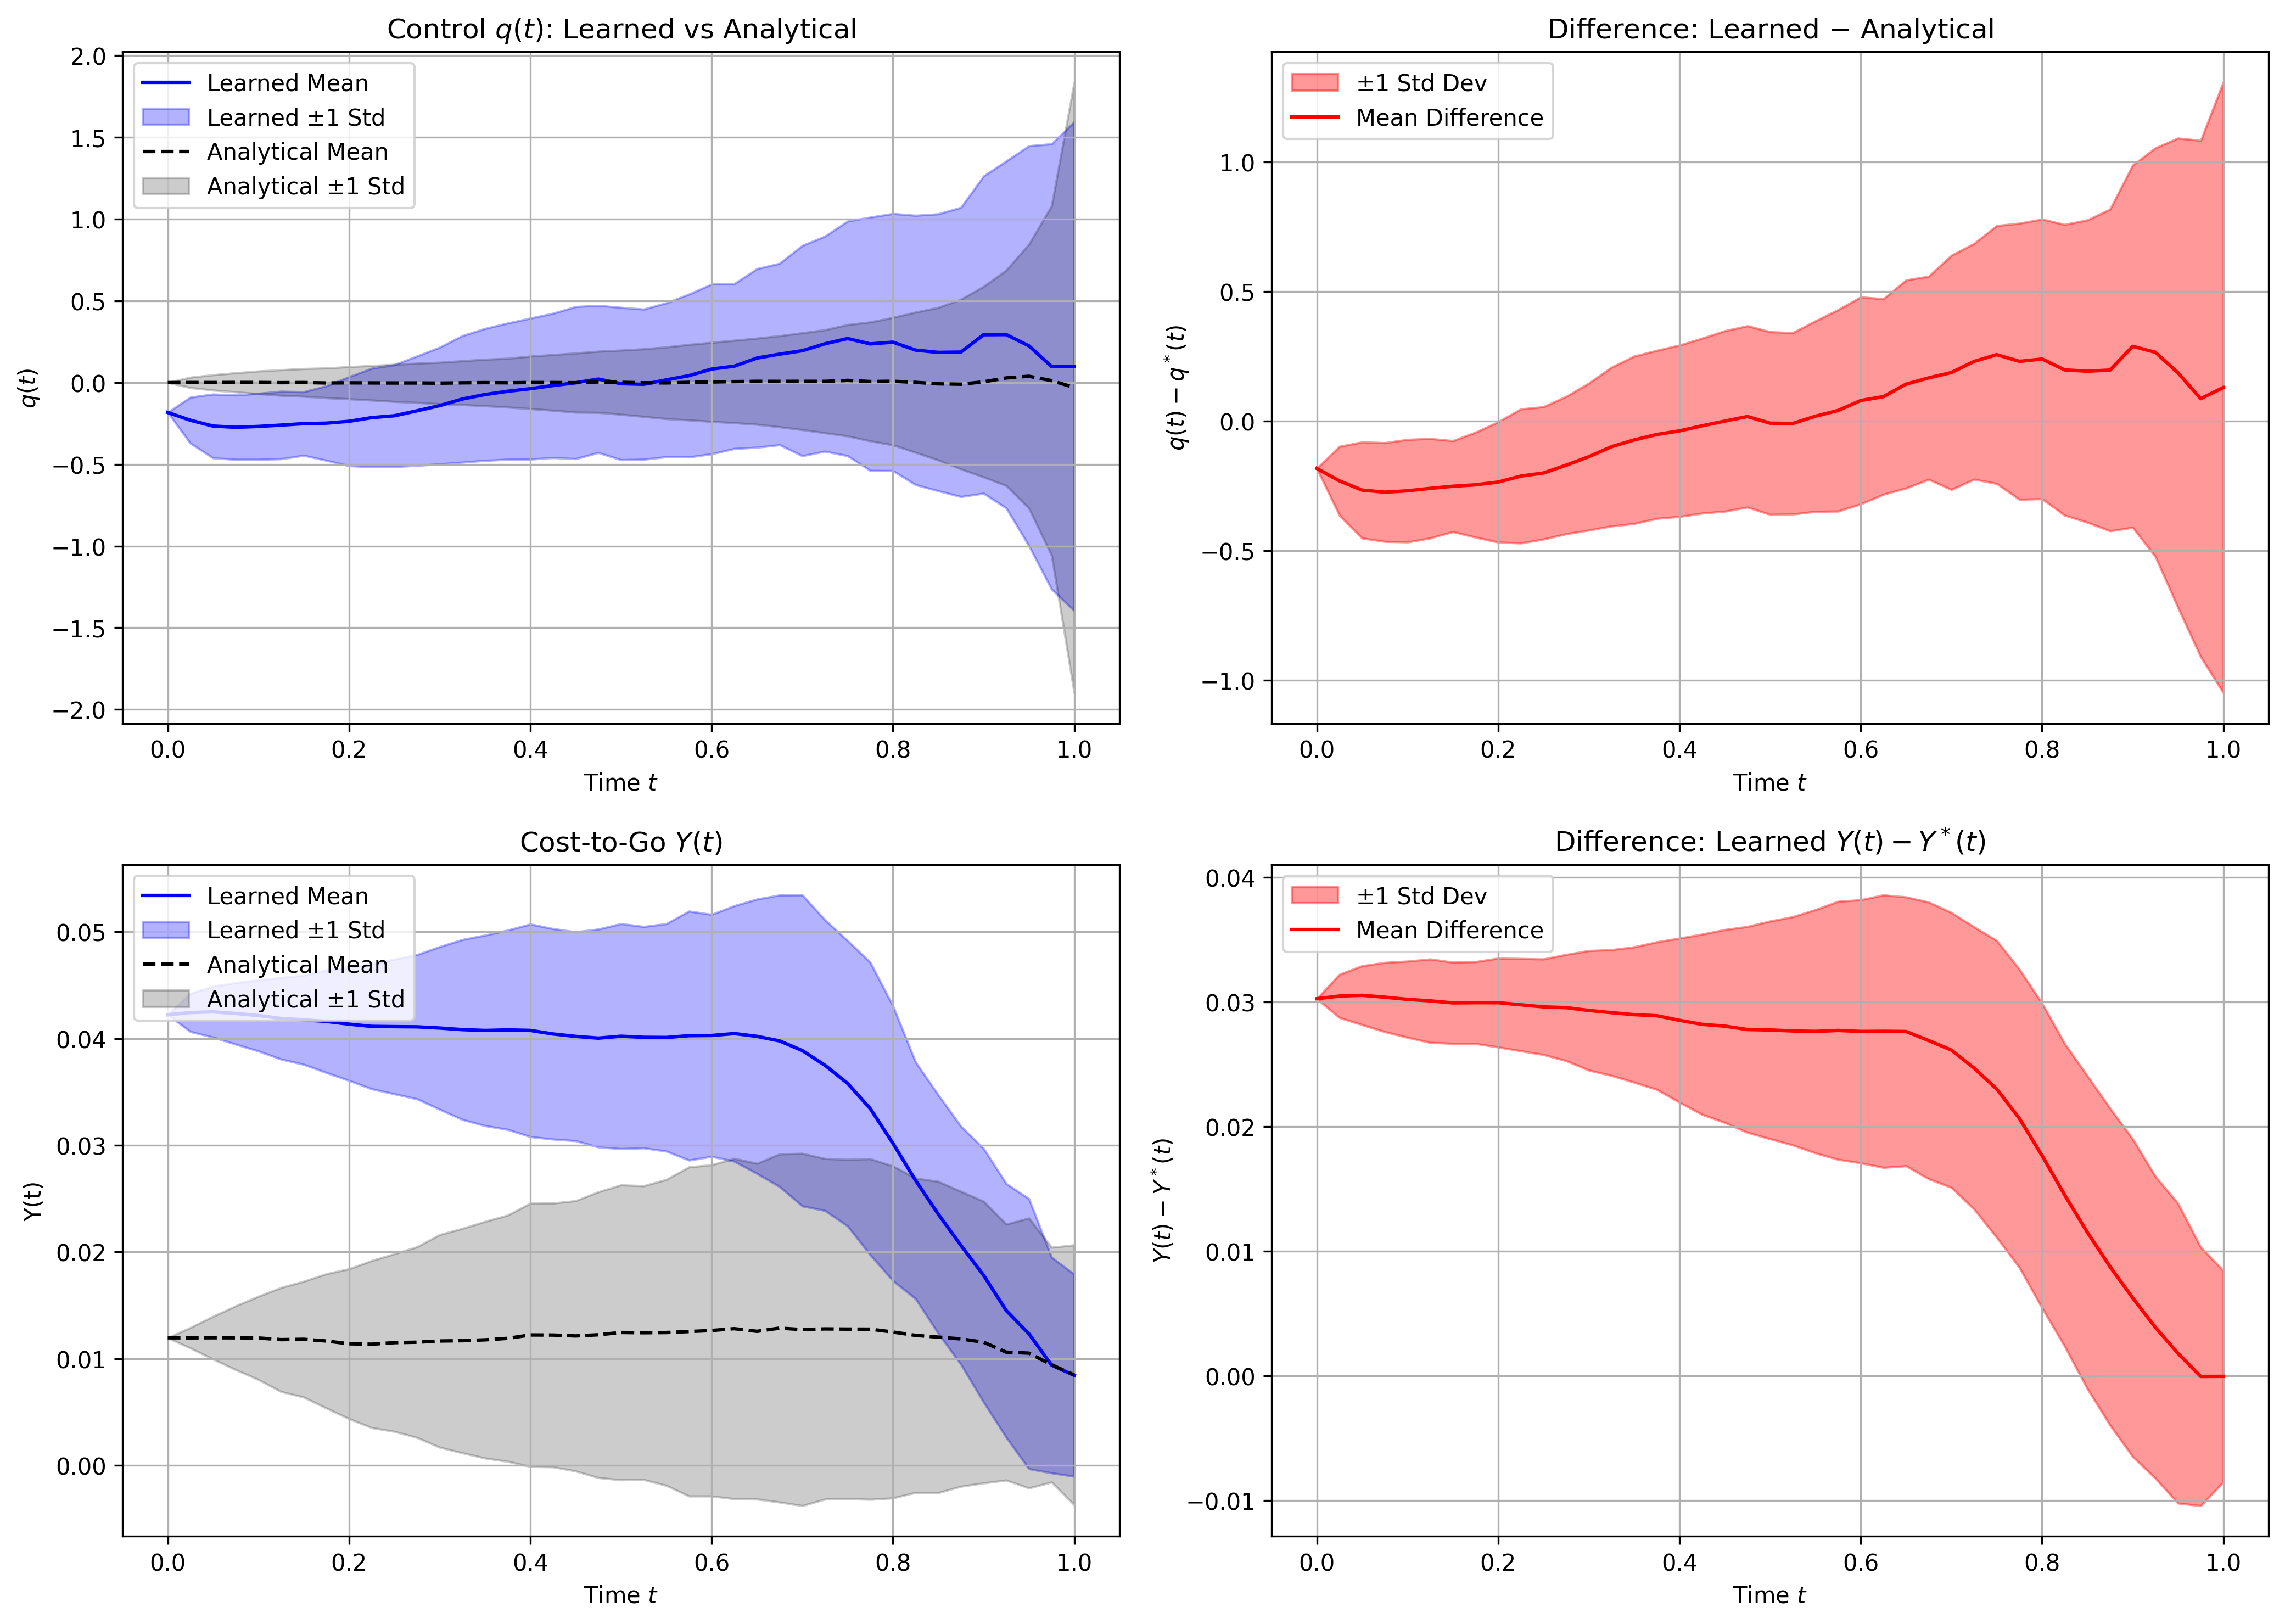 Control q(t): Learned vs Analytical
2.0
1.5
1.0
0.5
0.0
−0.5
−1.0
−1.5
−2.0
q(t)
Learned Mean
Learned ±1 Std
Analytical Mean
Analytical ±1 Std
0.0 0.2 0.4 0.6 0.8 1.0
Time t
Difference: Learned − Analytical
1.0
0.5
0.0
−0.5
−1.0
q(t) − q*(t)
±1 Std Dev
Mean Difference
0.0 0.2 0.4 0.6 0.8 1.0
Time t
Cost-to-Go Y(t)
0.05
0.04
0.03
0.02
0.01
0.00
Y(t)
Learned Mean
Learned ±1 Std
Analytical Mean
Analytical ±1 Std
0.0 0.2 0.4 0.6 0.8 1.0
Time t
Difference: Learned Y(t) − Y*(t)
0.04
0.03
0.02
0.01
0.00
−0.01
Y(t) − Y*(t)
±1 Std Dev
Mean Difference
0.0 0.2 0.4 0.6 0.8 1.0
Time t